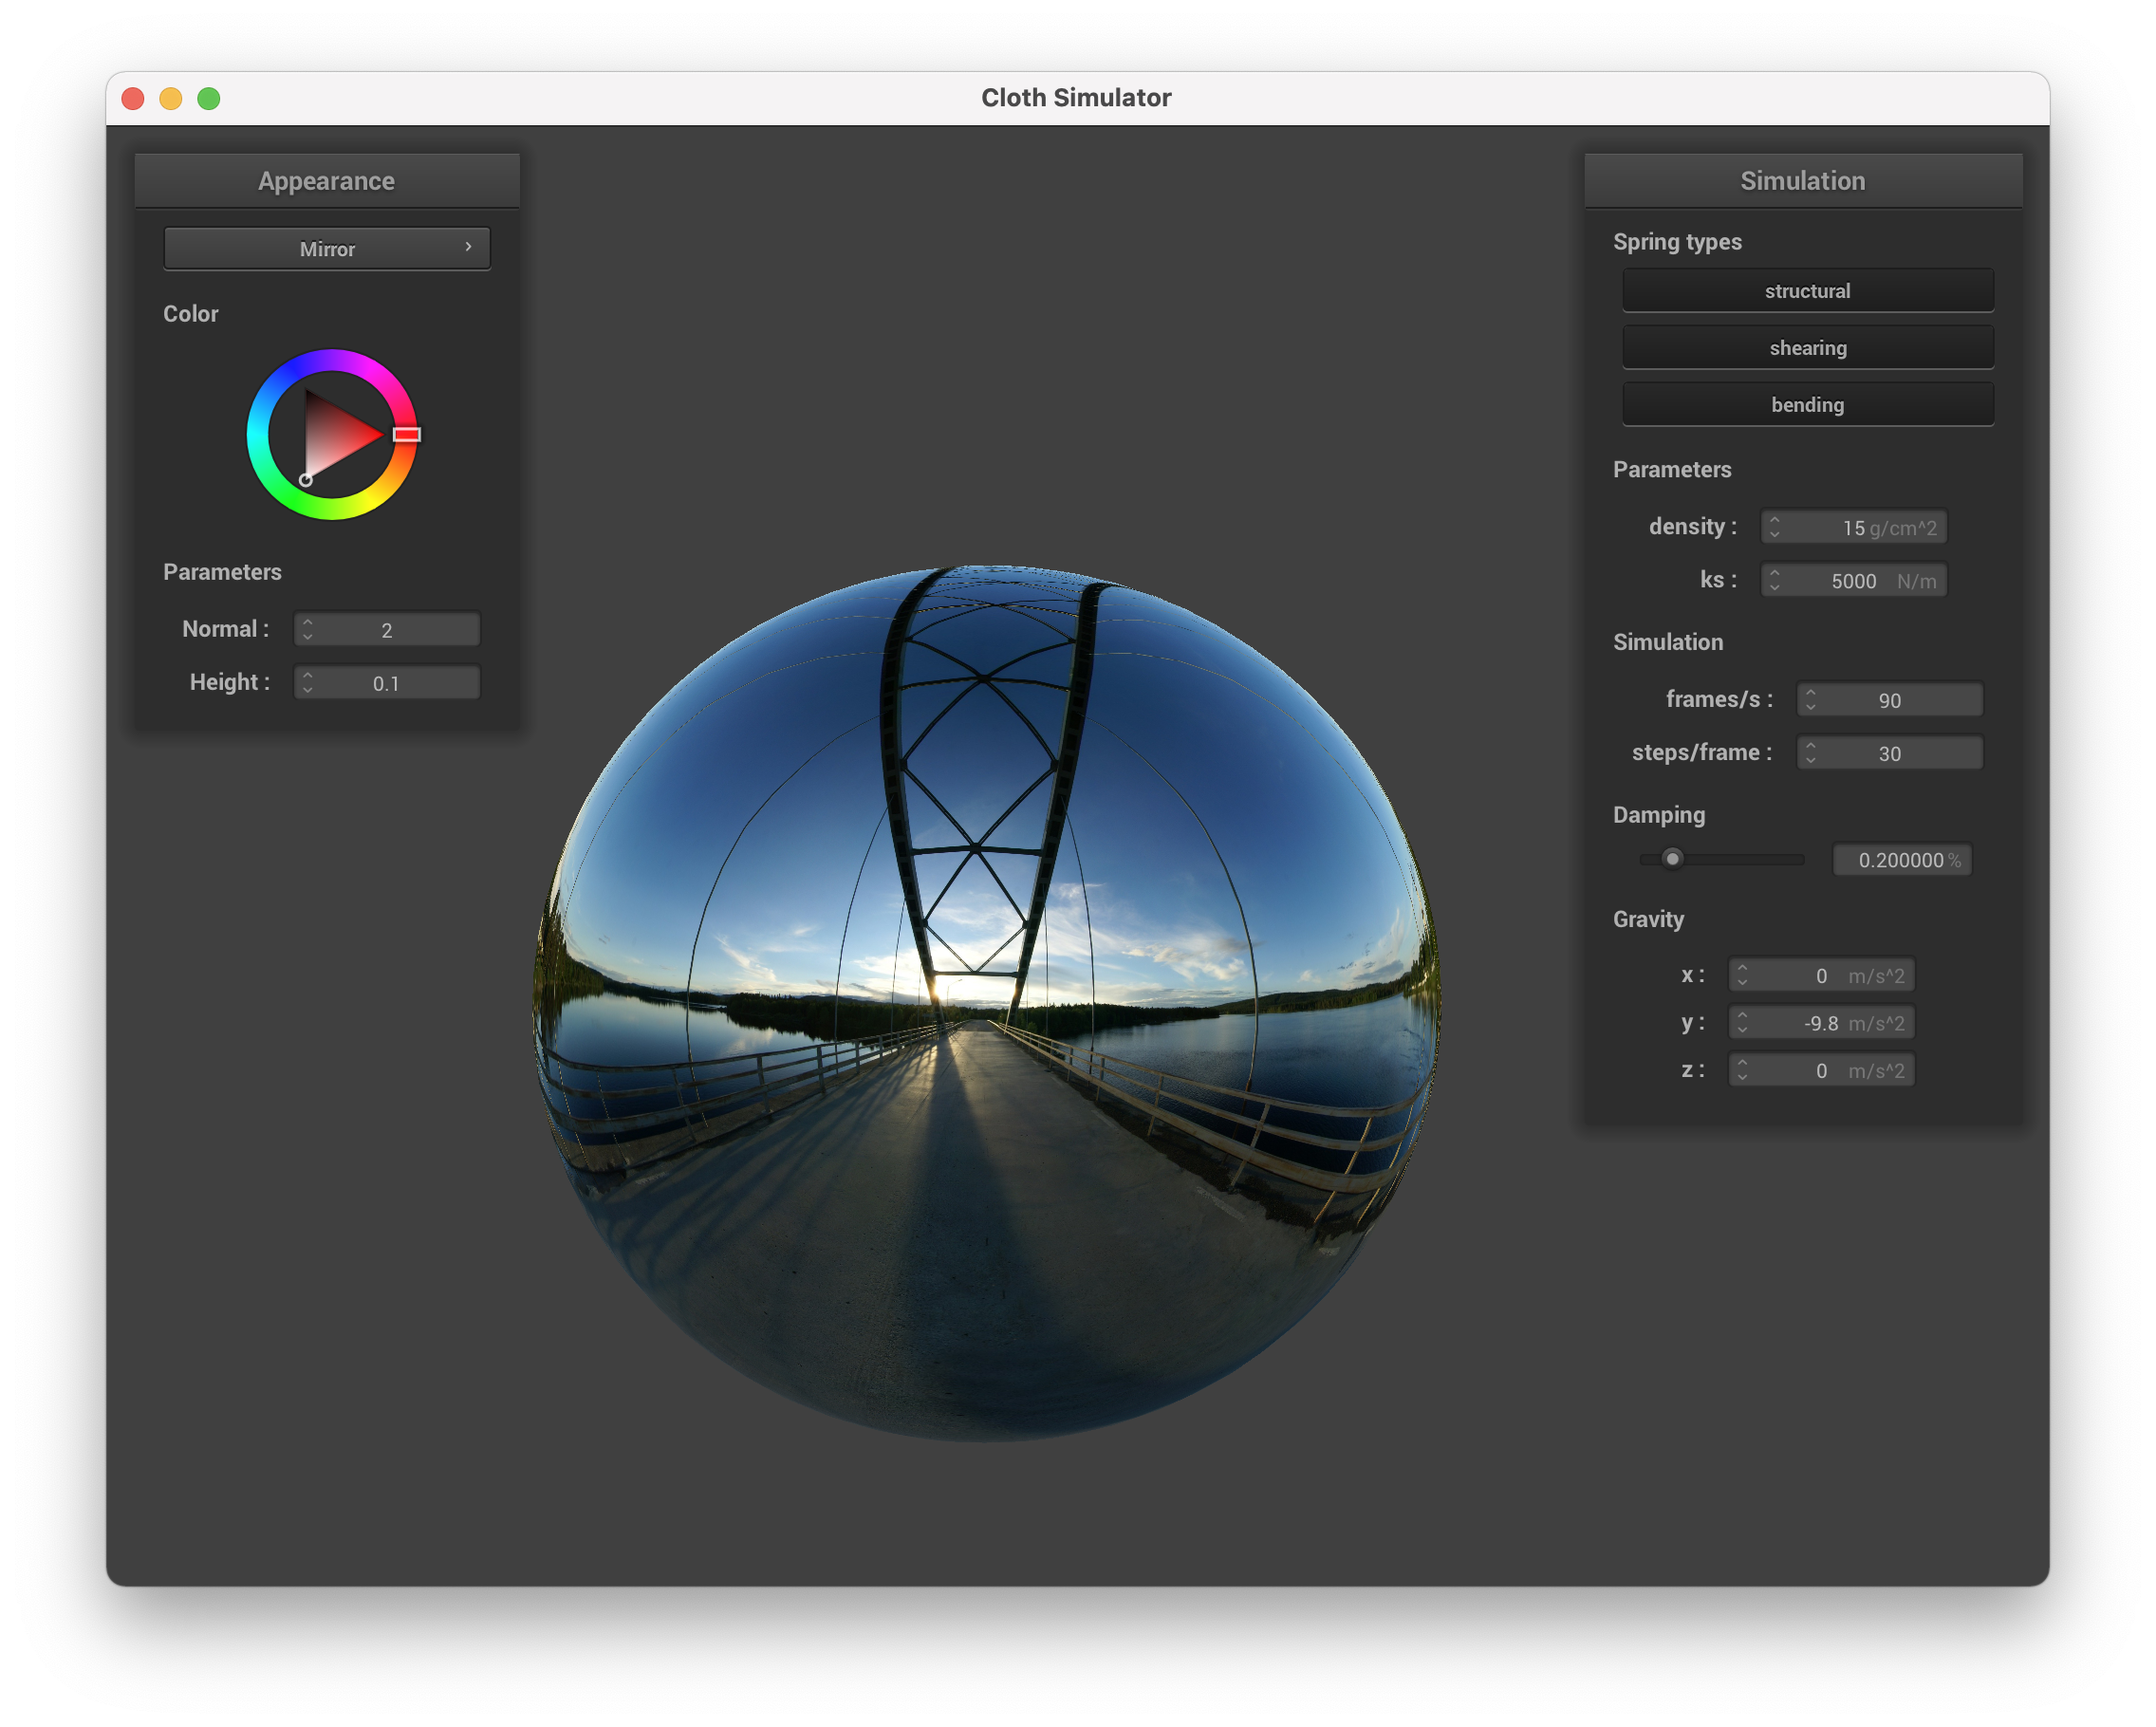 Cloth Simulator
Appearance
Mirror
Color
Parameters
Normal : 2
Height : 0.1
Simulation
Spring types
structural
shearing
bending
Parameters
density : 15 g/cm^2
ks : 5000 N/m
Simulation
frames/s : 90
steps/frame : 30
Damping
0.200000 %
Gravity
x : 0 m/s^2
y : -9.8 m/s^2
z : 0 m/s^2